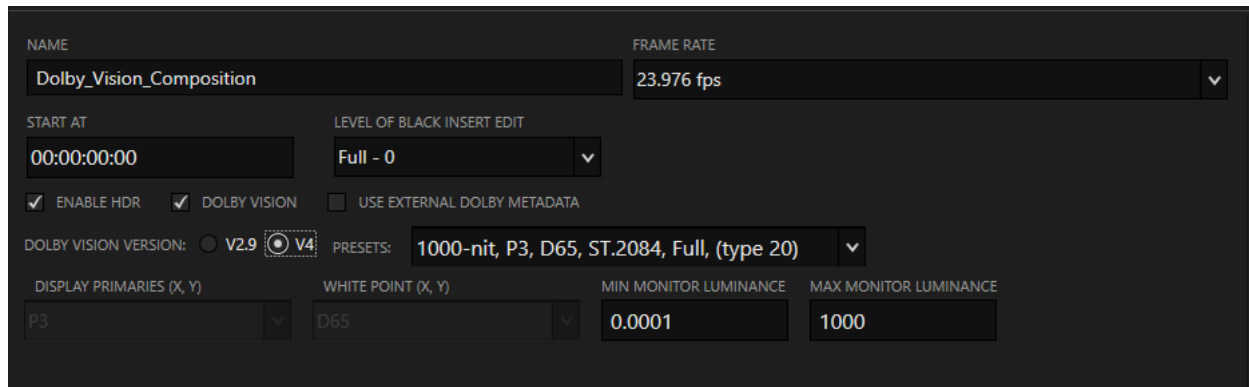 NAME FRAME RATE
Dolby_Vision_Composition 23.976 fps
START AT LEVEL OF BLACK INSERT EDIT
00:00:00:00 Full - 0
ENABLE HDR DOLBY VISION USE EXTERNAL DOLBY METADATA
DOLBY VISION VERSION: V2.9 V4 PRESETS: 1000-nit, P3, D65, ST.2084, Full, (type 20)
DISPLAY PRIMARIES (X, Y) WHITE POINT (X, Y) MIN MONITOR LUMINANCE MAX MONITOR LUMINANCE
P3 D65 0.0001 1000